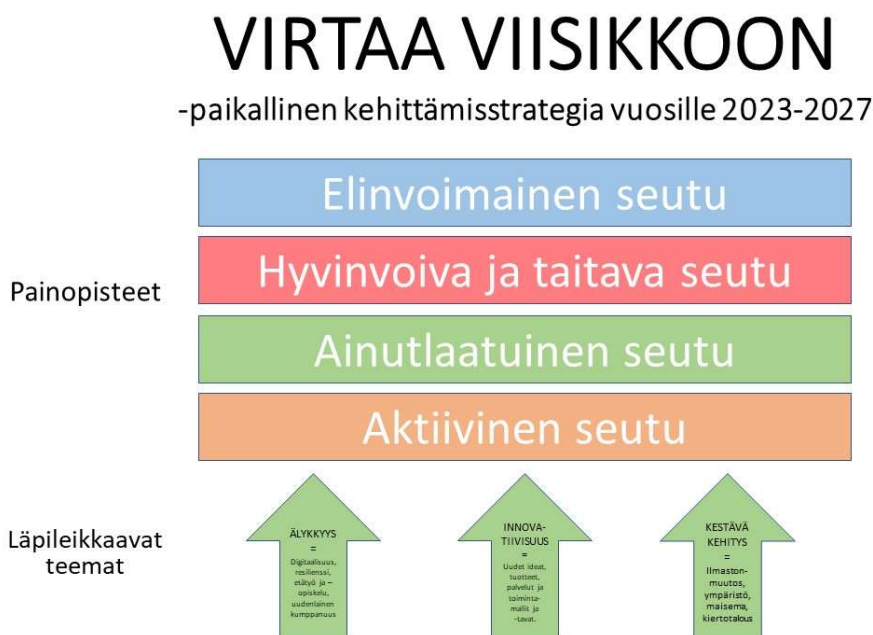 VIRTAA VIISIKKOON
-paikallinen kehittämisstrategia vuosille 2023-2027
Painopisteet
Elinvoimainen seutu
Hyvinvoiva ja taitava seutu
Ainutlaatuinen seutu
Aktiivinen seutu
Läpileikkaavat
teemat
ÄLYKKYYS
=
Digitaalisuus,
resilienssi,
etätyö ja –
opiskelu,
uudenlainen
kumppanuus
INNOVA-
TIIVISUUS
=
Uudet ideat,
tuotteet,
palvelut ja
toiminta-
mallit ja
-tavat.
KESTÄVÄ
KEHITYS
=
Ilmaston-
muutos,
ympäristö,
maisema,
kiertotalous